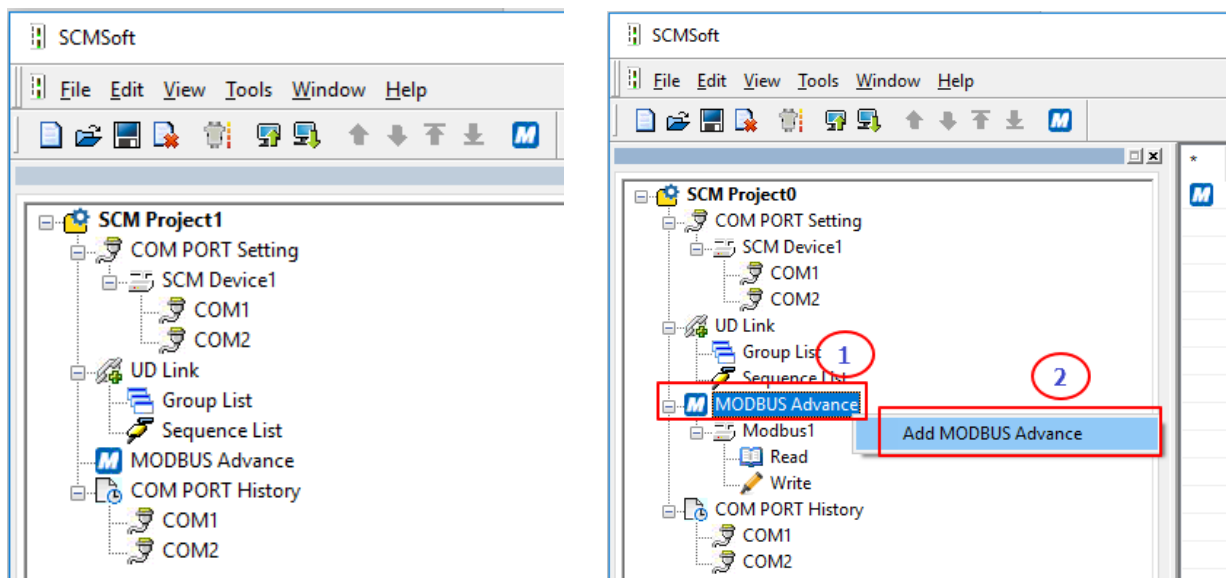 SCMSoft
File Edit View Tools Window Help
M
SCM Project1
COM PORT Setting
SCM Device1
COM1
COM2
UD Link
Group List
Sequence List
M MODBUS Advance
COM PORT History
COM1
COM2
SCMSoft
File Edit View Tools Window Help
M
*
M
SCM Project0
COM PORT Setting
SCM Device1
COM1
COM2
UD Link
Group List 1
Sequence List
2
M MODBUS Advance
Add MODBUS Advance
Modbus1
Read
Write
COM PORT History
COM1
COM2